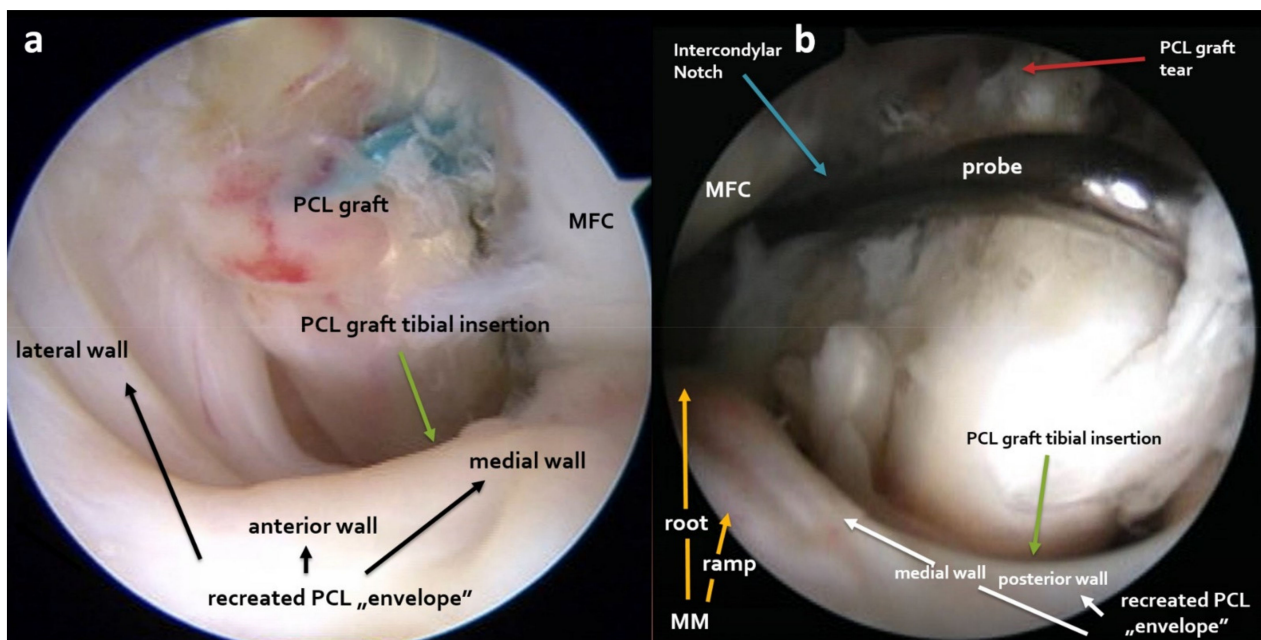 a
PCL graft
MFC
PCL graft tibial insertion
lateral wall
medial wall
anterior wall
recreated PCL „envelope”
b
Intercondylar
Notch
PCL graft
tear
MFC
probe
PCL graft tibial insertion
root
ramp
medial wall
posterior wall
MM
recreated PCL
„envelope”